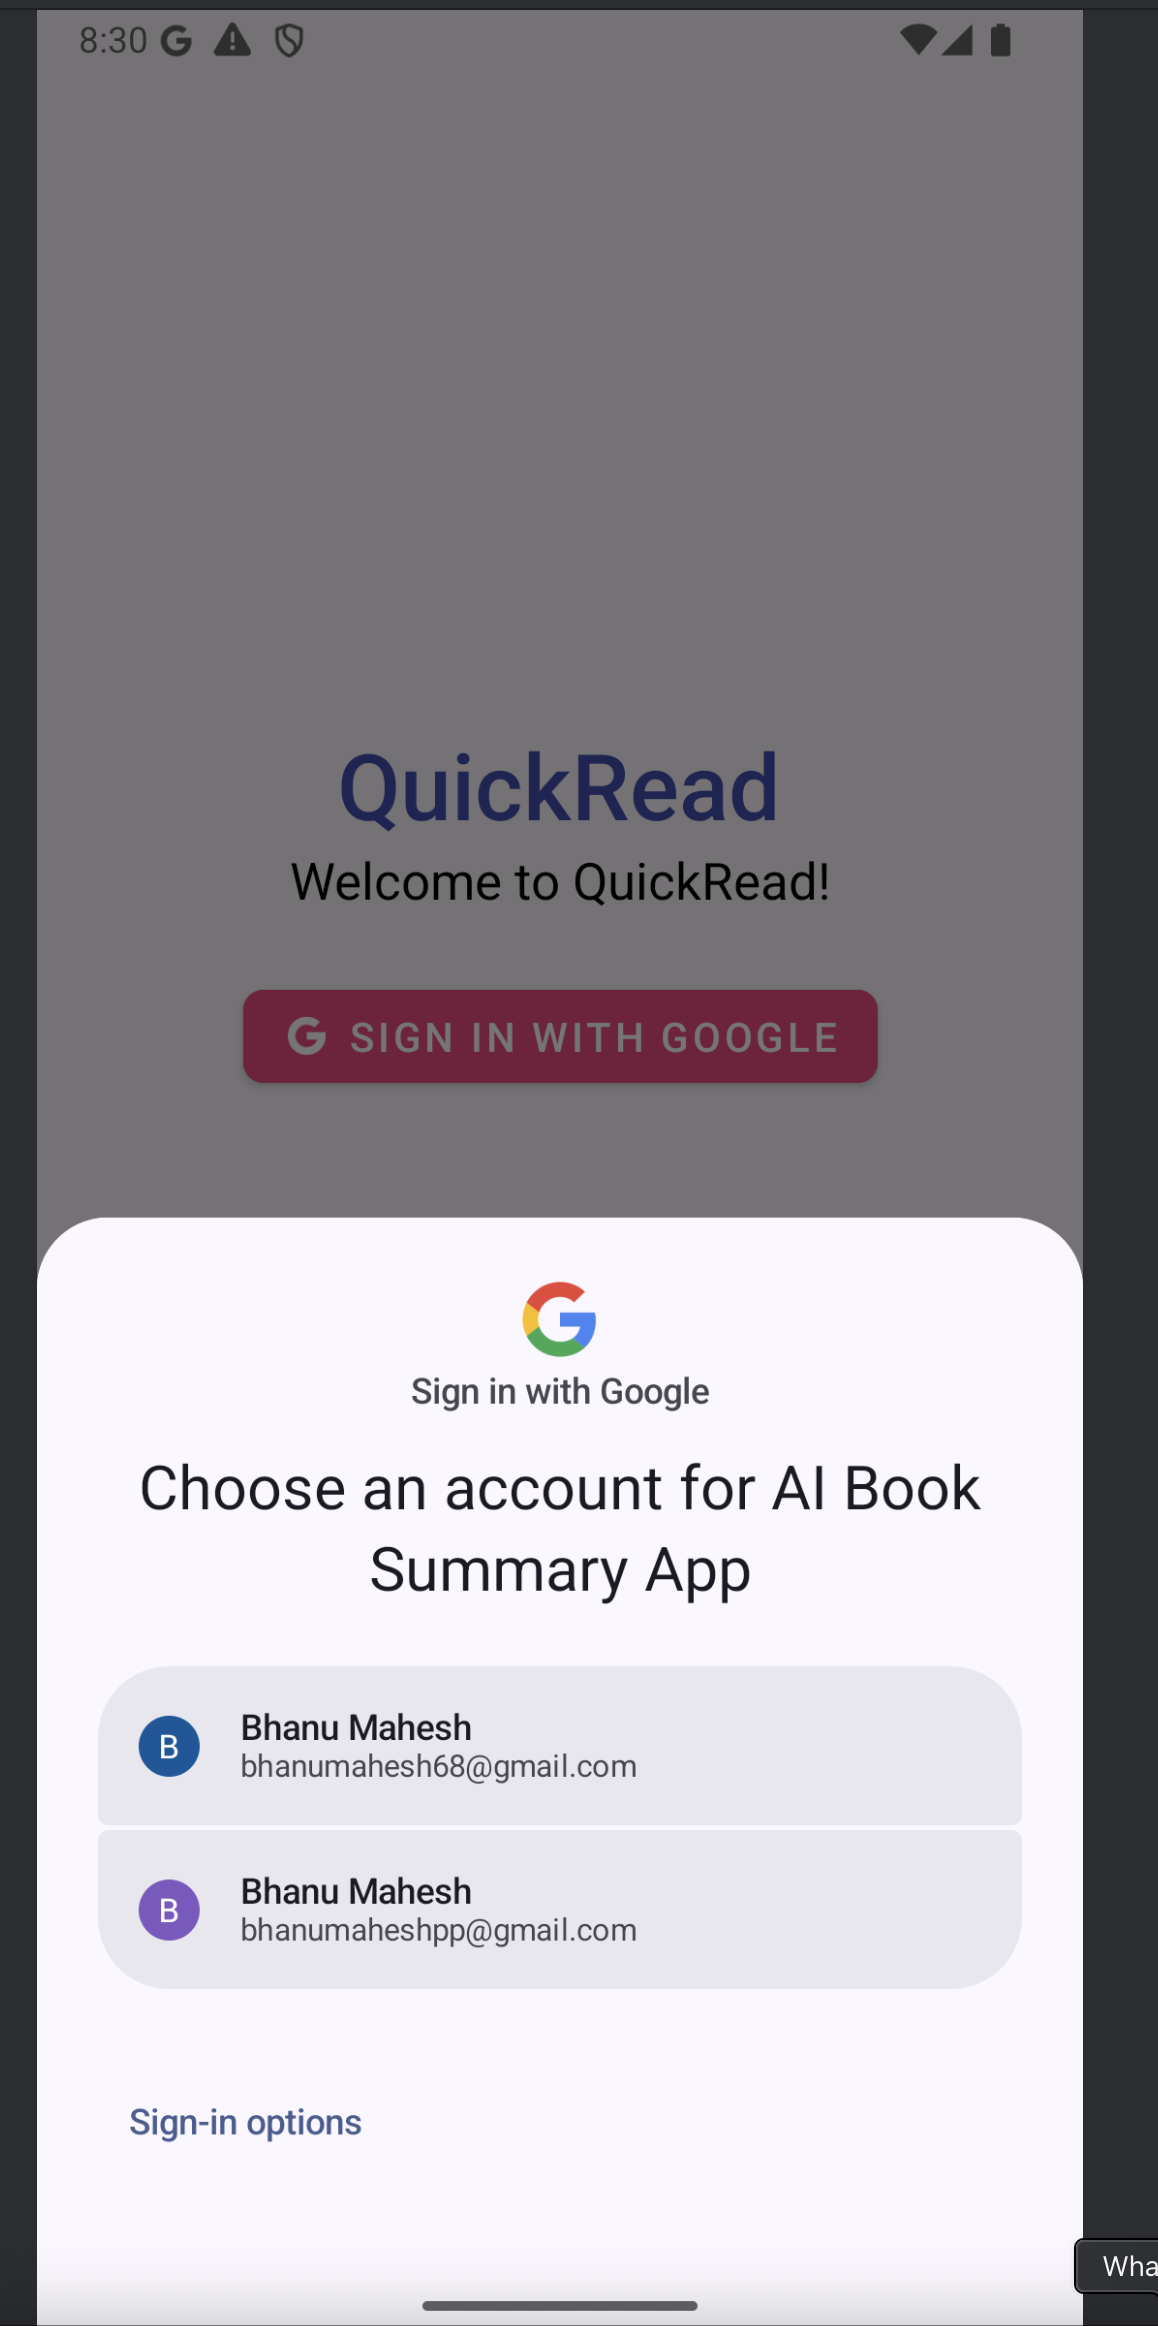 8:30
QuickRead
Welcome to QuickRead!
SIGN IN WITH GOOGLE
Sign in with Google
Choose an account for AI Book
Summary App
B
Bhanu Mahesh
bhanumahesh68@gmail.com
B
Bhanu Mahesh
bhanumaheshpp@gmail.com
Sign-in options